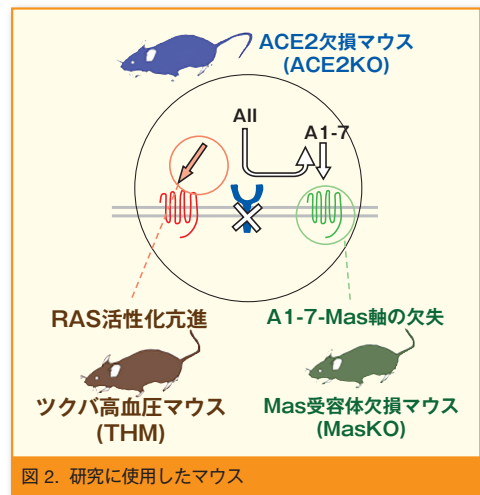 ACE2欠損マウス
(ACE2KO)
AII
A1-7
RAS活性化亢進
A1-7-Mas軸の欠失
ツクバ高血圧マウス
(THM)
Mas受容体欠損マウス
(MasKO)
図 2. 研究に使用したマウス